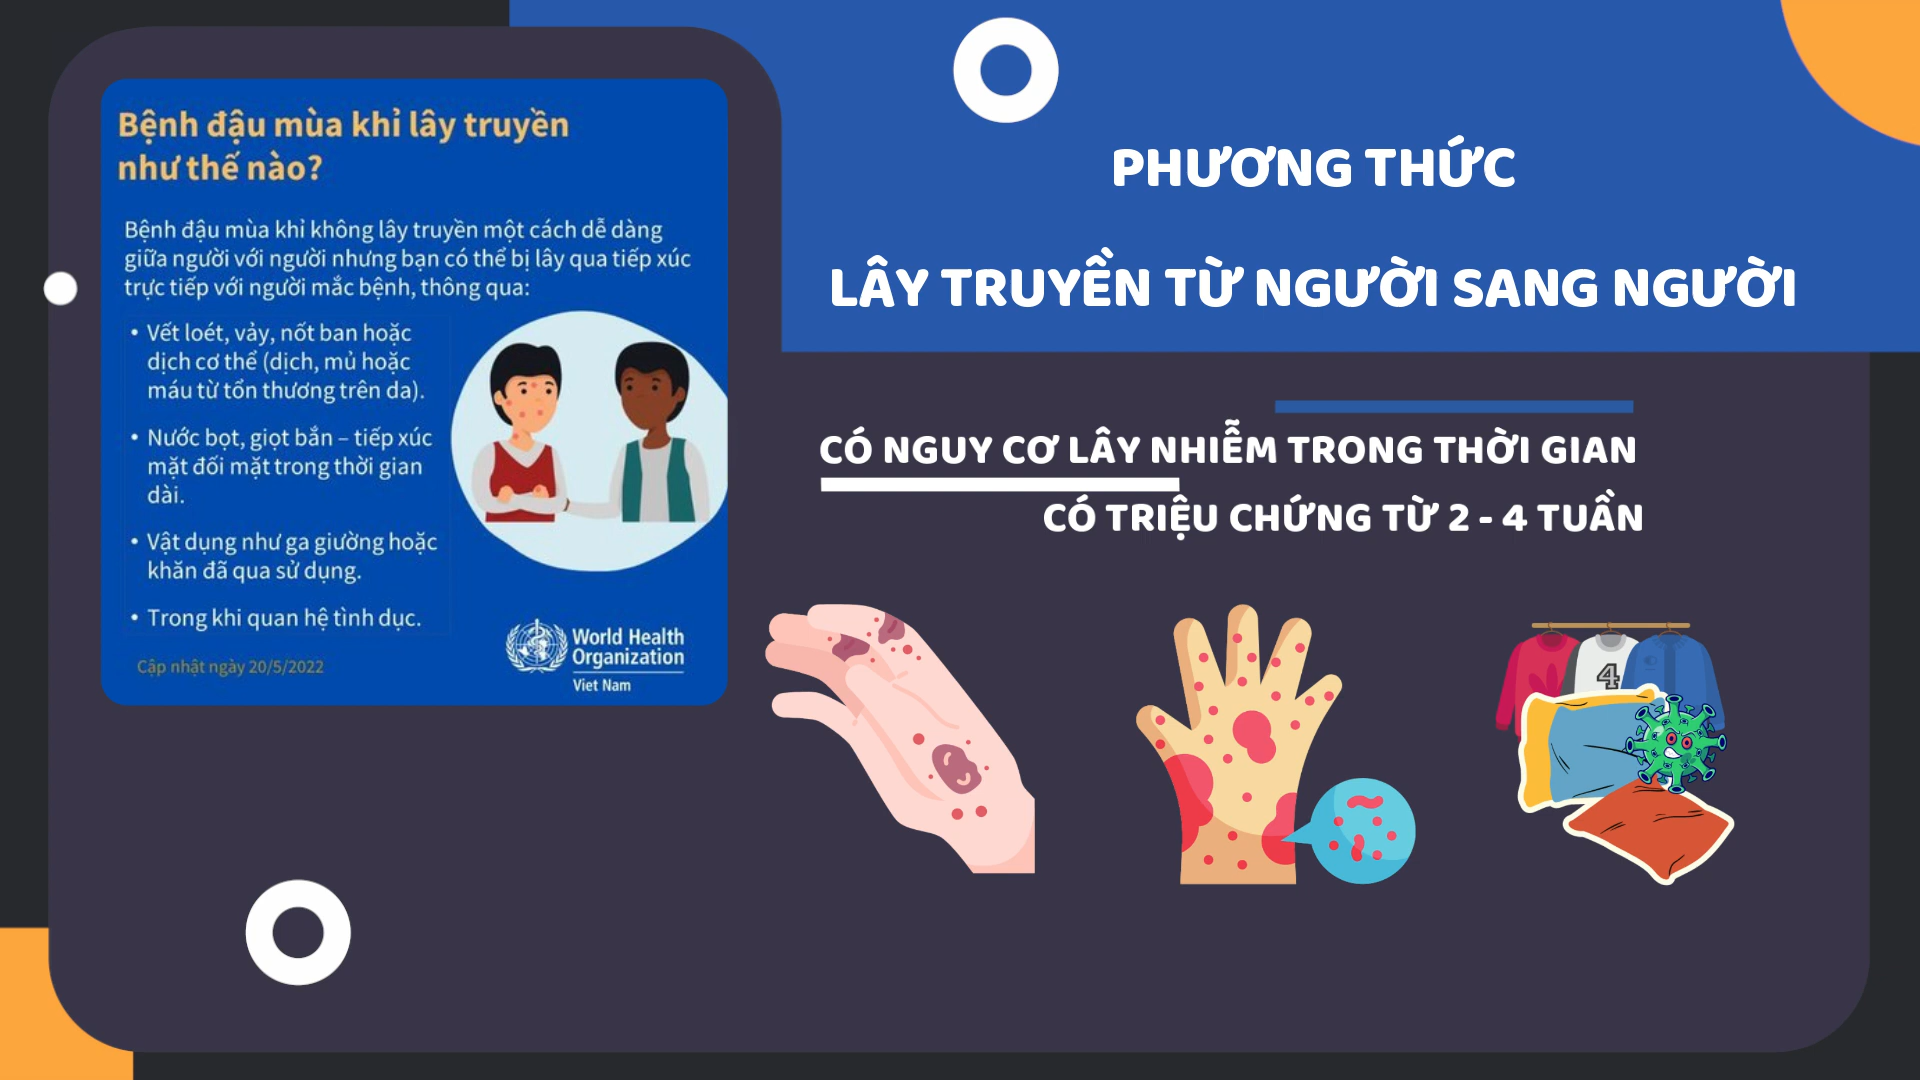 Bệnh đậu mùa khỉ lây truyền
như thế nào?
Bệnh đậu mùa khỉ không lây truyền một cách dễ dàng
giữa người với người nhưng bạn có thể bị lây qua tiếp xúc
trực tiếp với người mắc bệnh, thông qua:
• Vết loét, vảy, nốt ban hoặc
dịch cơ thể (dịch, mủ hoặc
máu từ tổn thương trên da).
• Nước bọt, giọt bắn – tiếp xúc
mặt đối mặt trong thời gian
dài.
• Vật dụng như ga giường hoặc
khăn đã qua sử dụng.
• Trong khi quan hệ tình dục.
Cập nhật ngày 20/5/2022
World Health
Organization
Viet Nam
PHƯƠNG THỨC
LÂY TRUYỀN TỪ NGƯỜI SANG NGƯỜI
CÓ NGUY CƠ LÂY NHIỄM TRONG THỜI GIAN
CÓ TRIỆU CHỨNG TỪ 2 - 4 TUẦN
4